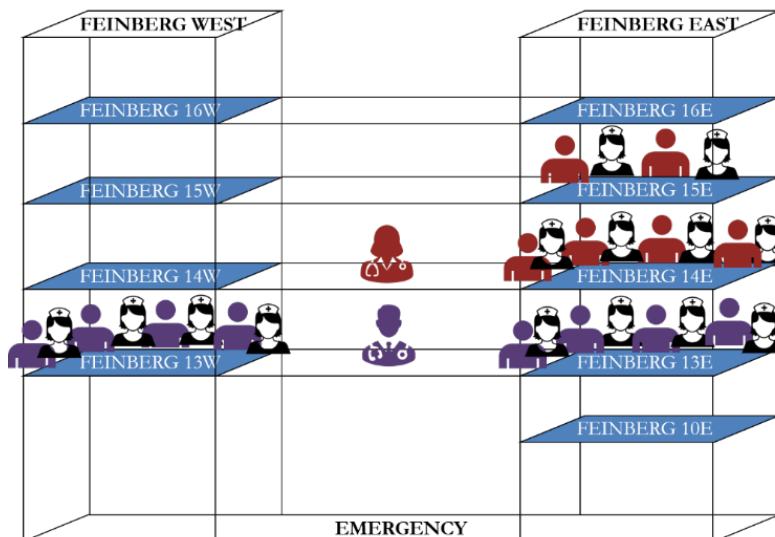 FEINBERG WEST
FEINBERG EAST
FEINBERG 16W
FEINBERG 16E
FEINBERG 15W
FEINBERG 15E
FEINBERG 14W
FEINBERG 14E
FEINBERG 13W
FEINBERG 13E
FEINBERG 10E
EMERGENCY